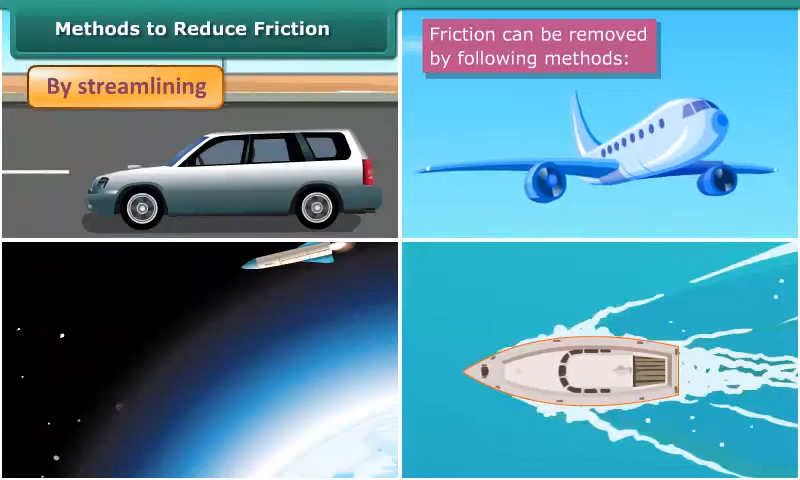 Methods to Reduce Friction
By streamlining
Friction can be removed
by following methods: